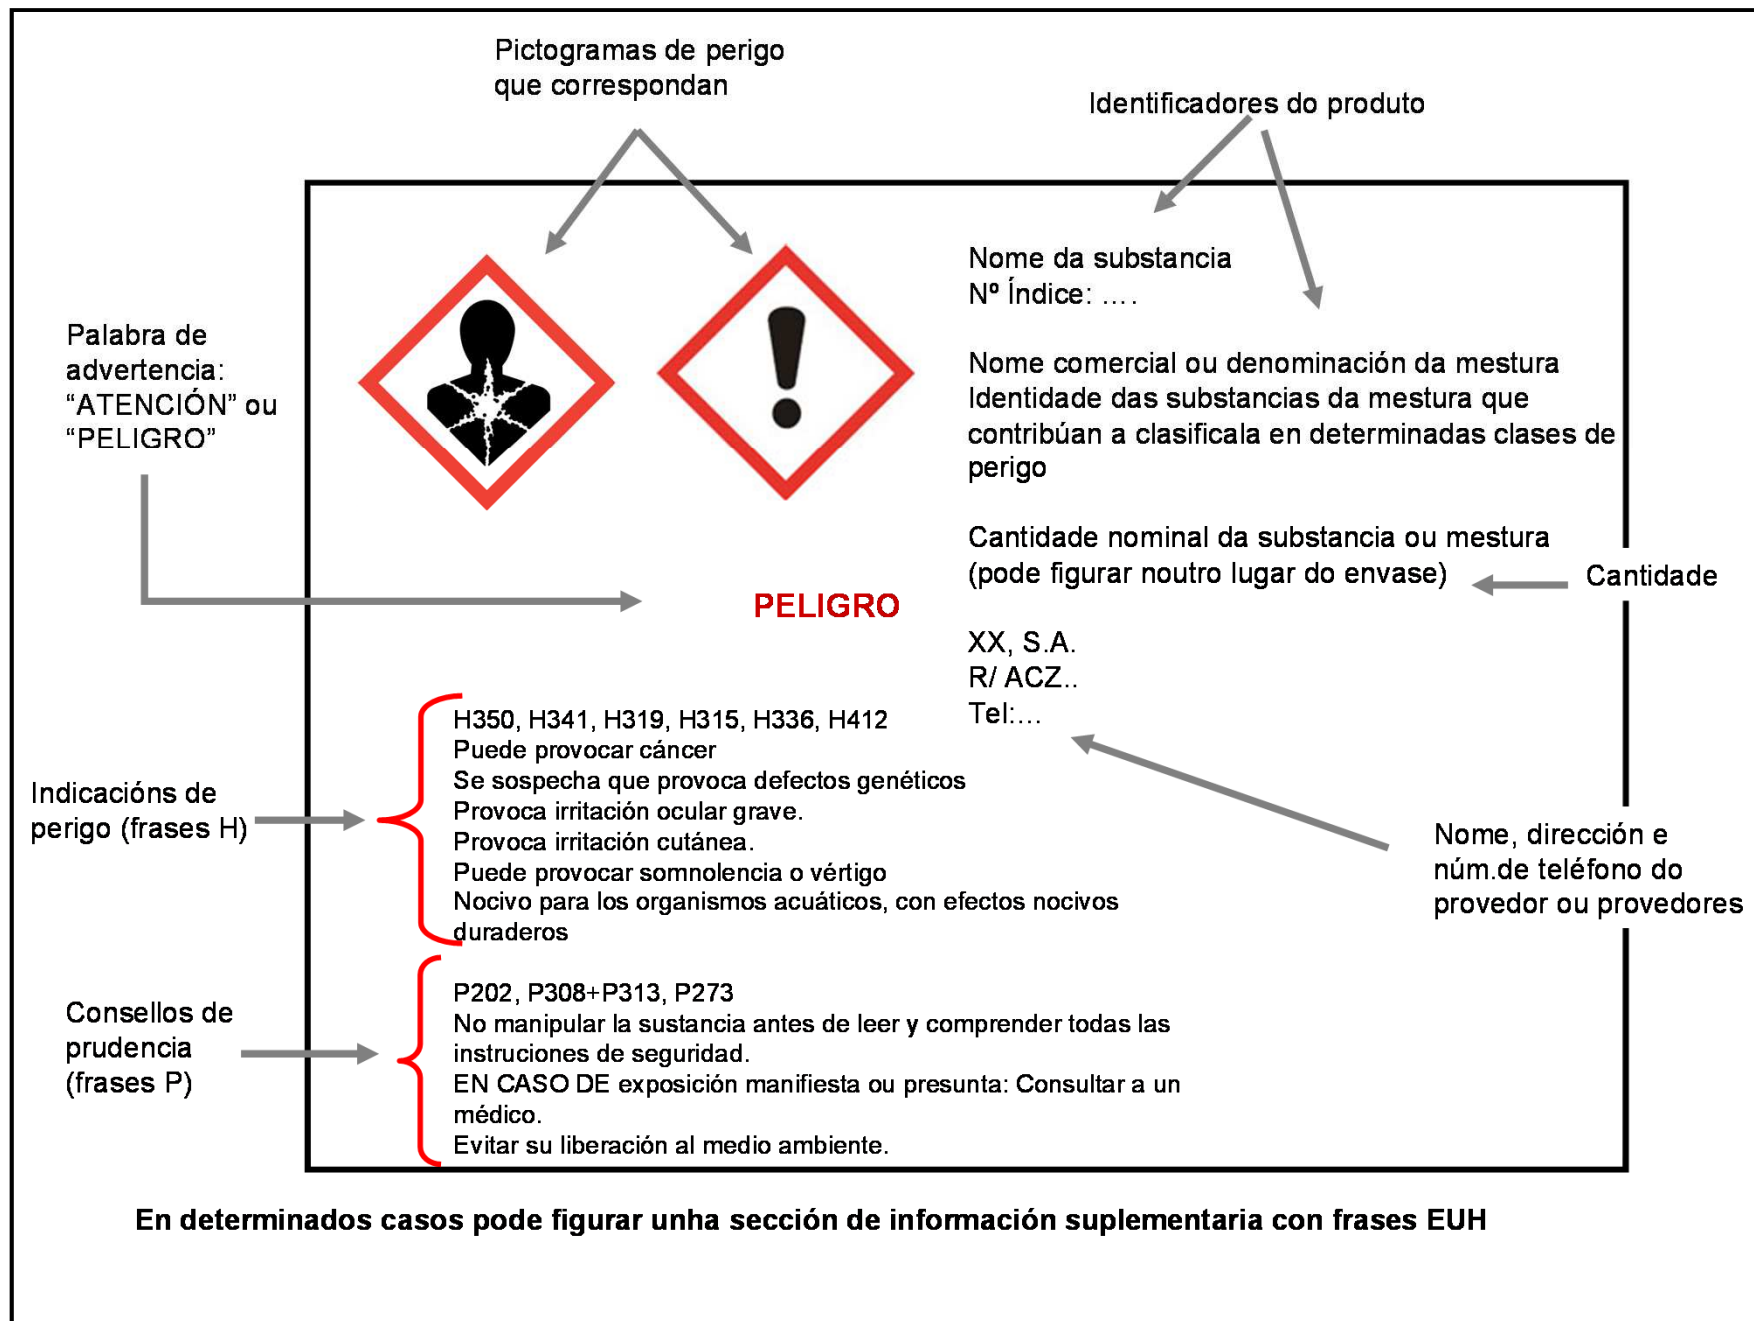 Pictogramas de perigo
que correspondan
Identificadores do produto
Palabra de
advertencia:
“ATENCIÓN” ou
“PELIGRO”
Nome da substancia
Nº Índice: ....
Nome comercial ou denominación da mestura
Identidade das substancias da mestura que
contribúan a clasificala en determinadas clases de
perigo
Cantidade nominal da substancia ou mestura
(pode figurar noutro lugar do envase)
Cantidade
PELIGRO
XX, S.A.
R/ ACZ..
Tel:...
Nome, dirección e
núm.de teléfono do
provedor ou provedores
Indicacións de
perigo (frases H)
H350, H341, H319, H315, H336, H412
Puede provocar cáncer
Se sospecha que provoca defectos genéticos
Provoca irritación ocular grave.
Provoca irritación cutánea.
Puede provocar somnolencia o vértigo
Nocivo para los organismos acuáticos, con efectos nocivos
duraderos
Consellos de
prudencia
(frases P)
P202, P308+P313, P273
No manipular la sustancia antes de leer y comprender todas las
instruciones de seguridad.
EN CASO DE exposición manifiesta ou presunta: Consultar a un
médico.
Evitar su liberación al medio ambiente.
En determinados casos pode figurar unha sección de información suplementaria con frases EUH